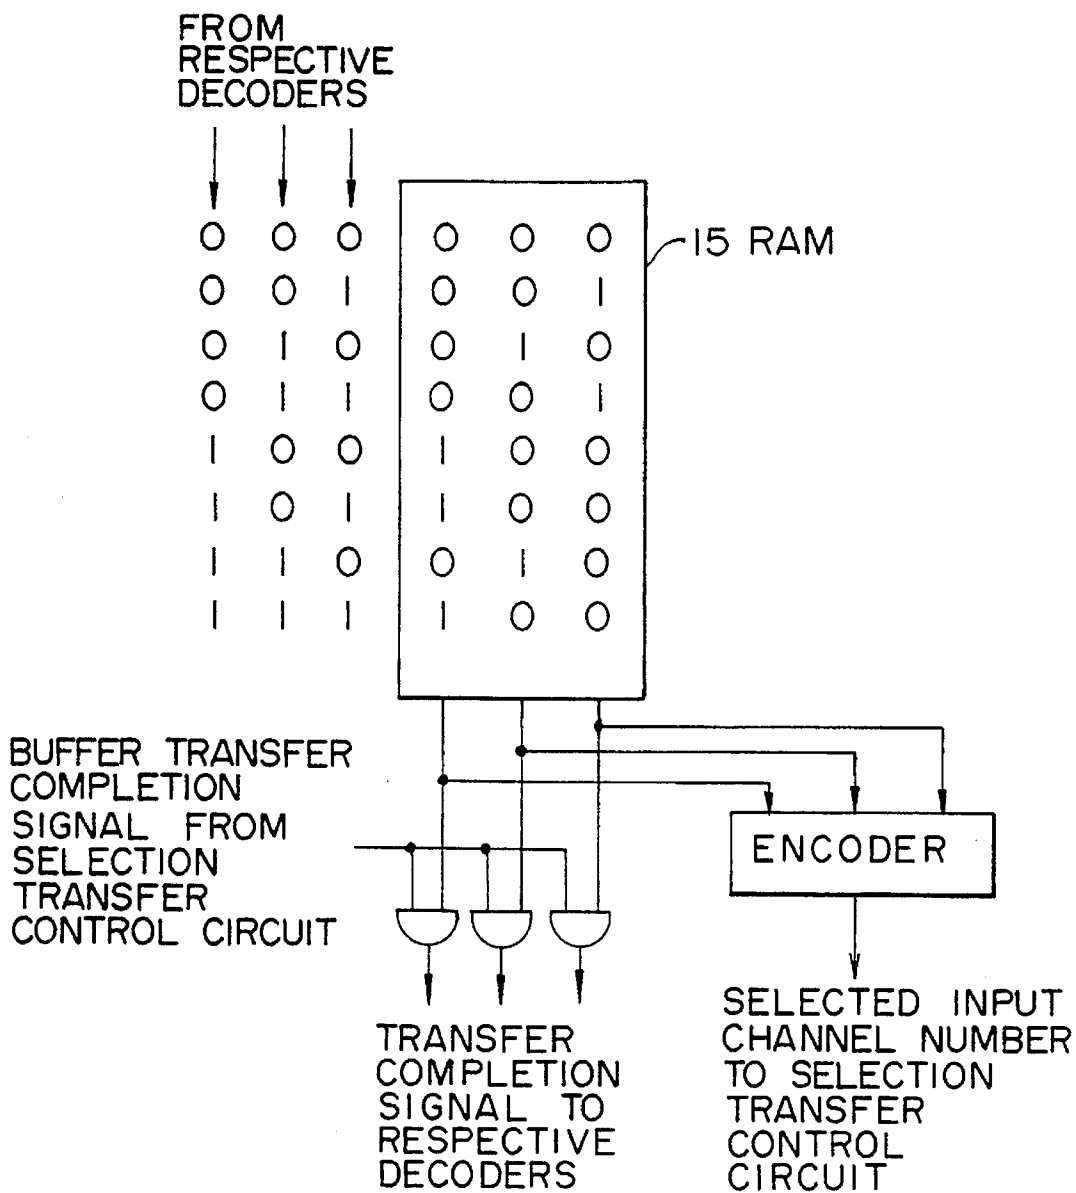 FROM
RESPECTIVE
DECODERS
0 0 0 0 0 0
15 RAM
0 0 1 0 0 1
0 1 0 0 1 0
0 1 1 0 0 1
1 0 0 1 0 0
1 0 1 1 0 0
1 1 0 0 1 0
1 1 1 1 0 0
BUFFER TRANSFER
COMPLETION
SIGNAL FROM
SELECTION
TRANSFER
CONTROL CIRCUIT
ENCODER
TRANSFER
COMPLETION
SIGNAL TO
RESPECTIVE
DECODERS
SELECTED INPUT
CHANNEL NUMBER
TO SELECTION
TRANSFER
CONTROL
CIRCUIT